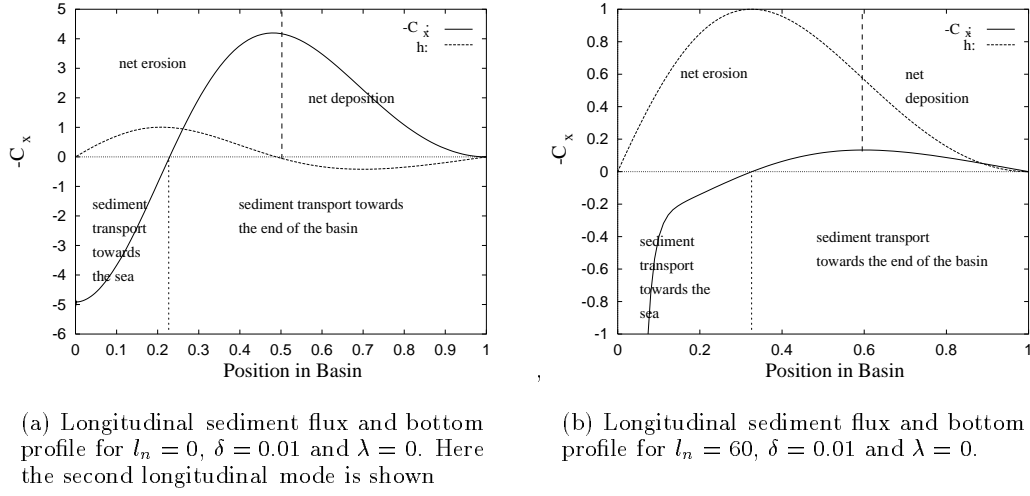 5
4
3
2
1
0
-1
-2
-3
-4
-5
-6
-C x
0
0.1
0.2
0.3
0.4
0.5
0.6
0.7
0.8
0.9
1
Position in Basin
-C x:
h:
net erosion
net deposition
sediment
transport
towards
the sea
sediment transport towards
the end of the basin
,
1
0.8
0.6
0.4
0.2
0
-0.2
-0.4
-0.6
-0.8
-1
-C x
0
0.2
0.4
0.6
0.8
1
Position in Basin
-C x:
h:
net erosion
net
deposition
sediment
transport
towards the
sea
sediment transport
towards the end of the basin
(a) Longitudinal sediment flux and bottom
profile for lₙ = 0, δ = 0.01 and λ = 0. Here
the second longitudinal mode is shown
(b) Longitudinal sediment flux and bottom
profile for lₙ = 60, δ = 0.01 and λ = 0.